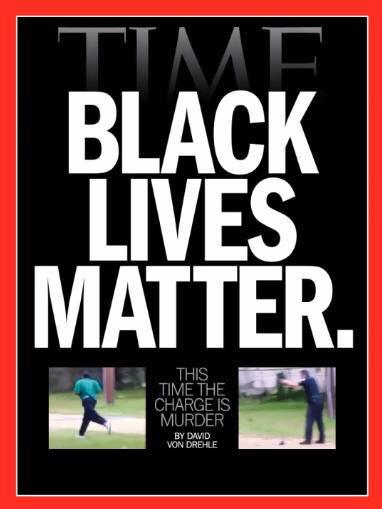 TIME
BLACK
LIVES
MATTER.
THIS
TIME THE
CHARGE IS
MURDER
BY DAVID
VON DREHLE